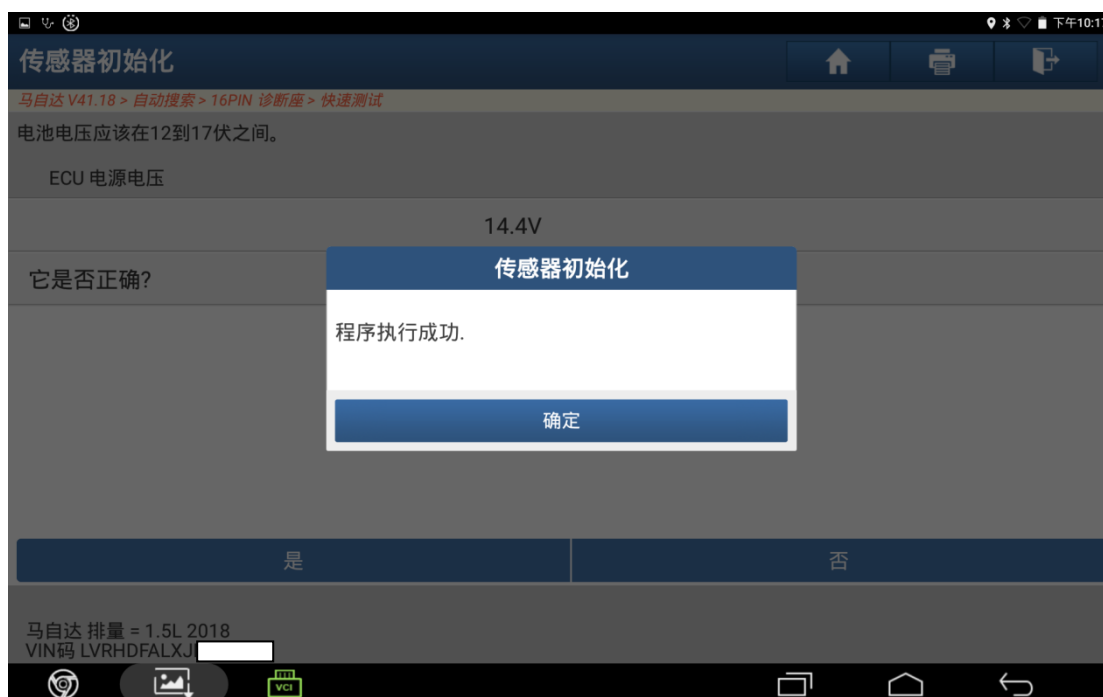 下午10:17
传感器初始化
马自达 V41.18 > 自动搜索 > 16PIN 诊断座 > 快速测试
电池电压应该在12到17伏之间。
ECU 电源电压
14.4V
它是否正确?
传感器初始化
程序执行成功.
确定
是
否
马自达 排量 = 1.5L 2018
VIN码 LVRHDFALXJ
VCI